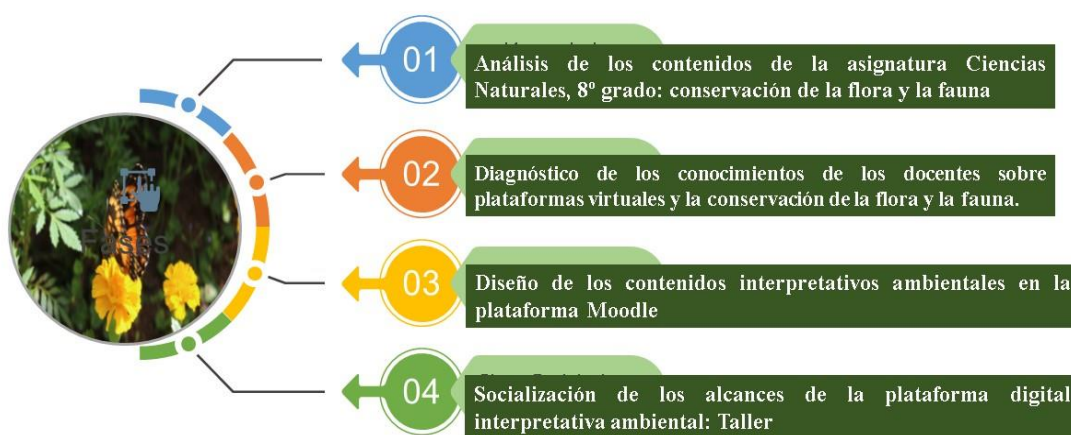 01
Análisis de los contenidos de la asignatura Ciencias
Naturales, 8º grado: conservación de la flora y la fauna
02
Diagnóstico de los conocimientos de los docentes sobre
plataformas virtuales y la conservación de la flora y la fauna.
Fases
03
Diseño de los contenidos interpretativos ambientales en la
plataforma Moodle
04
Socialización de los alcances de la plataforma digital
interpretativa ambiental: Taller